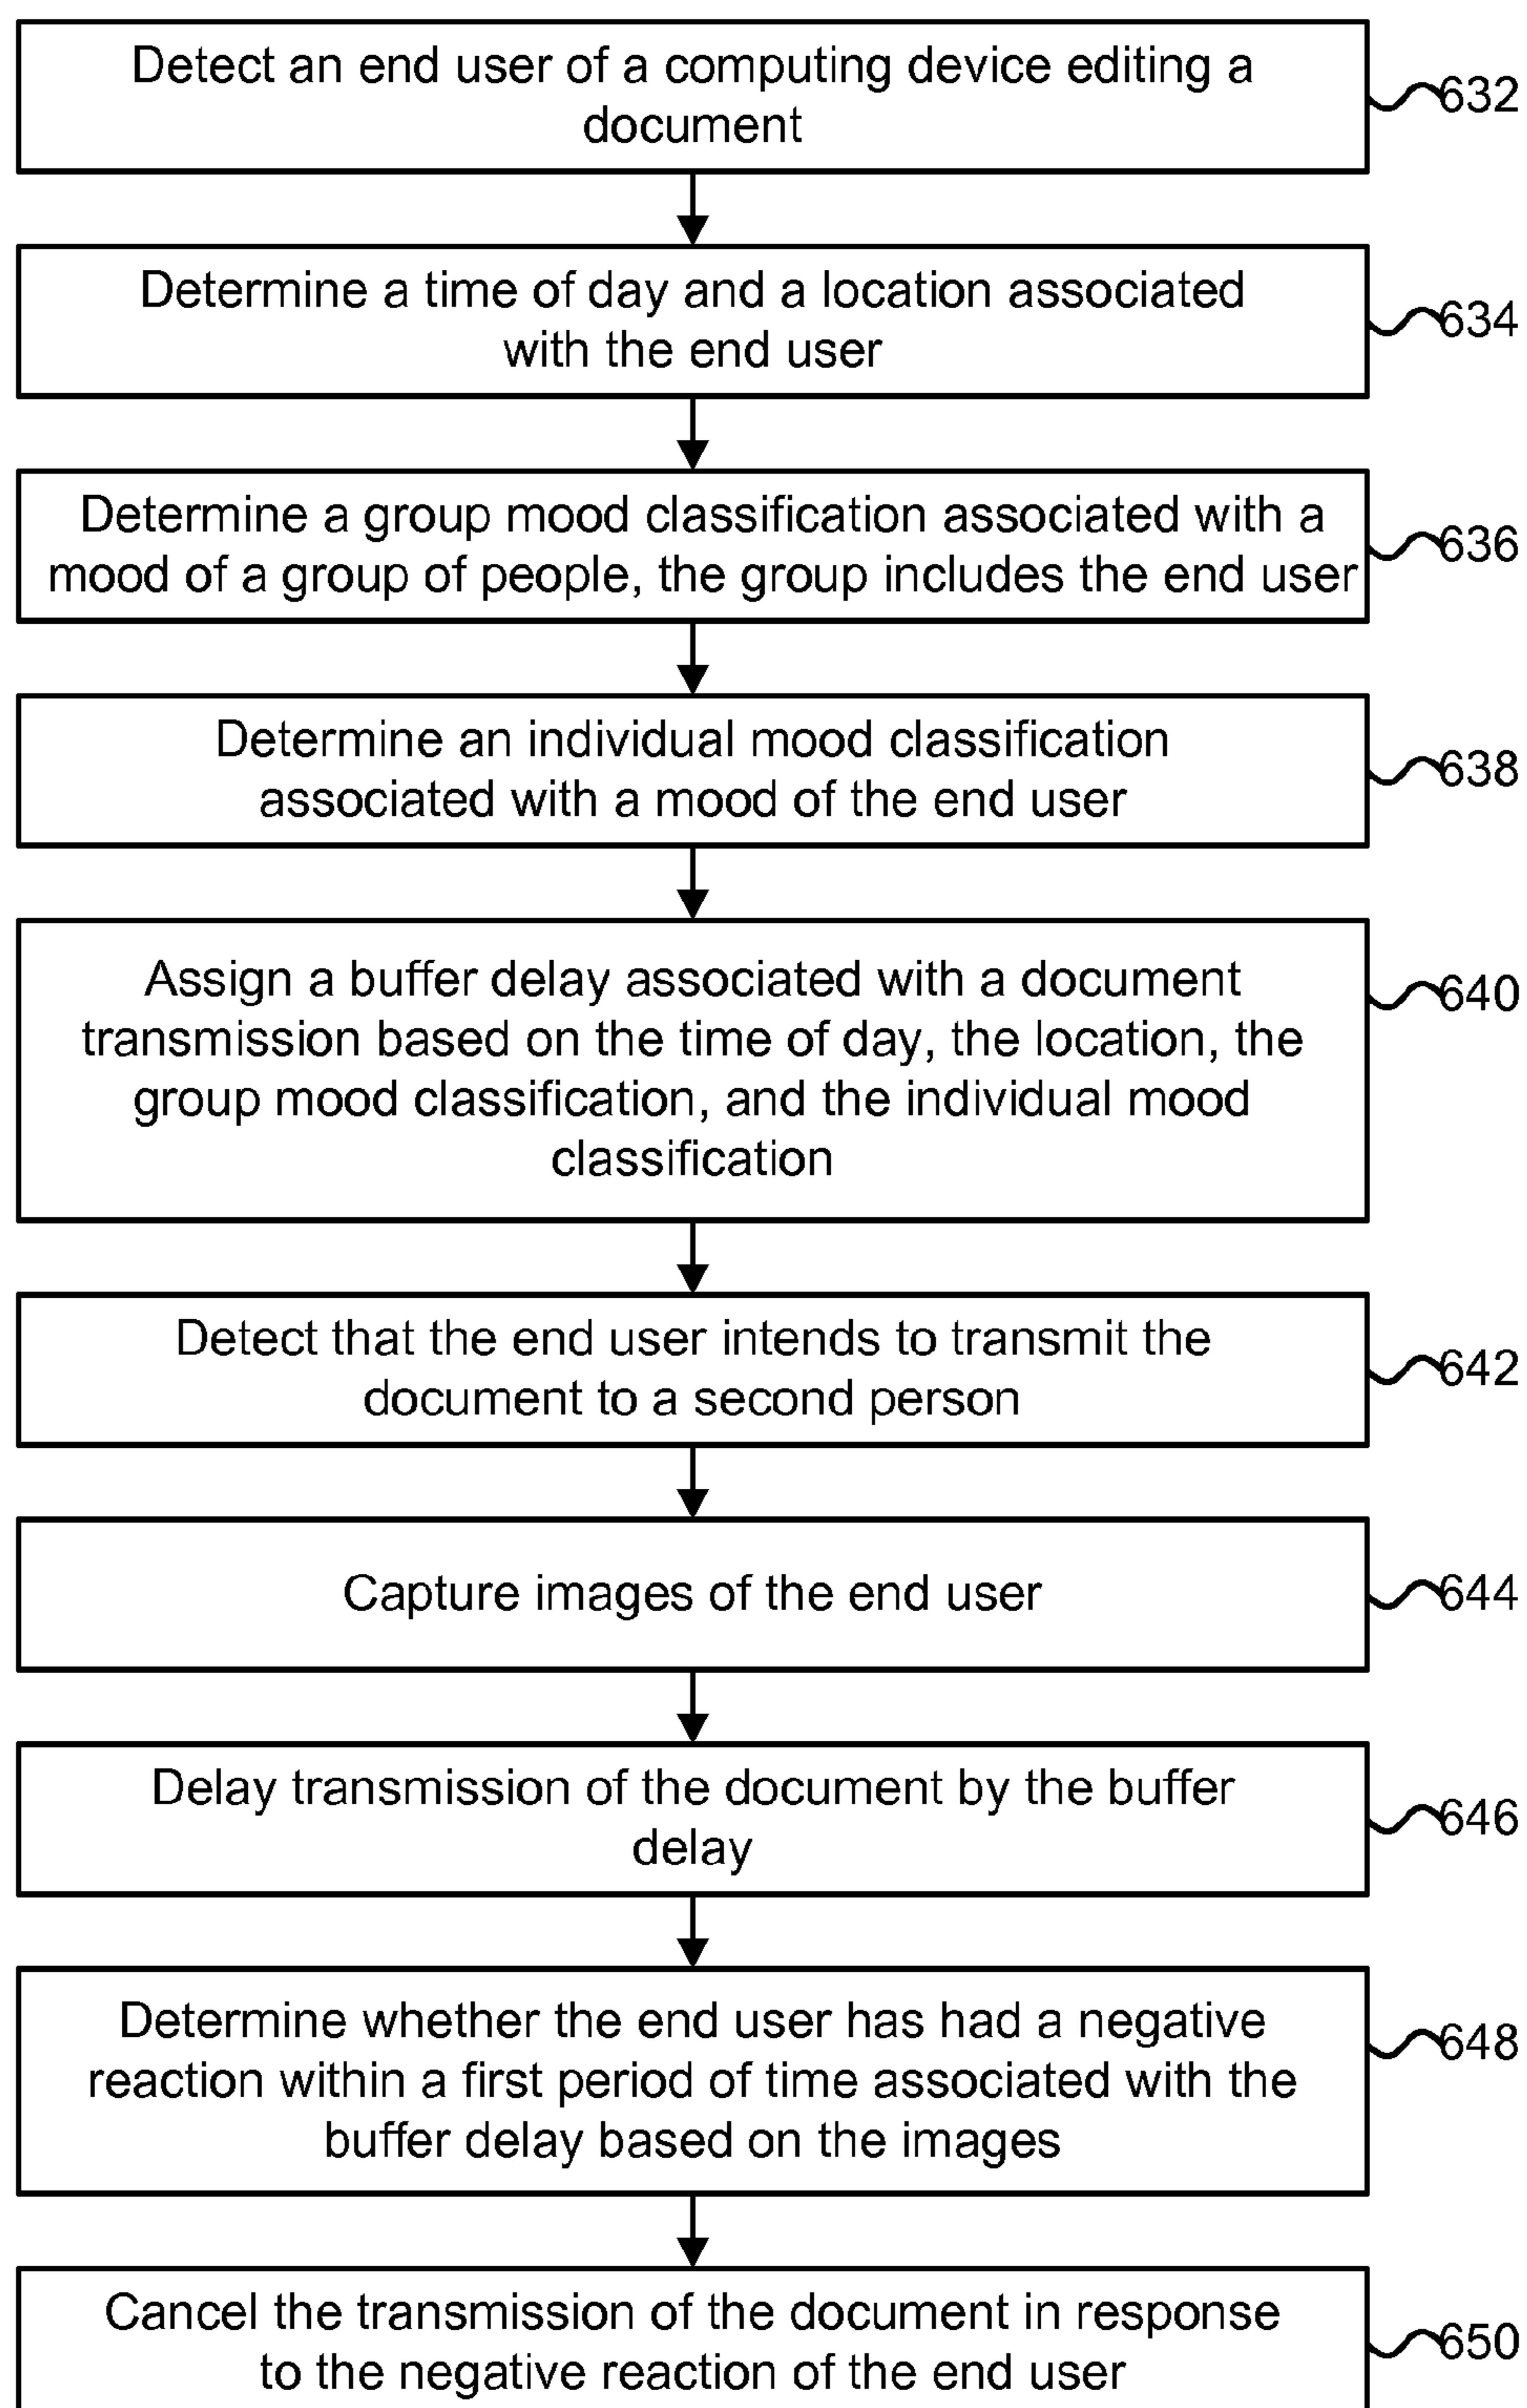 Detect an end user of a computing device editing a
document
632
Determine a time of day and a location associated
with the end user
634
Determine a group mood classification associated with a
mood of a group of people, the group includes the end user
636
Determine an individual mood classification
associated with a mood of the end user
638
Assign a buffer delay associated with a document
transmission based on the time of day, the location, the
group mood classification, and the individual mood
classification
640
Detect that the end user intends to transmit the
document to a second person
642
Capture images of the end user
644
Delay transmission of the document by the buffer
delay
646
Determine whether the end user has had a negative
reaction within a first period of time associated with the
buffer delay based on the images
648
Cancel the transmission of the document in response
to the negative reaction of the end user
650